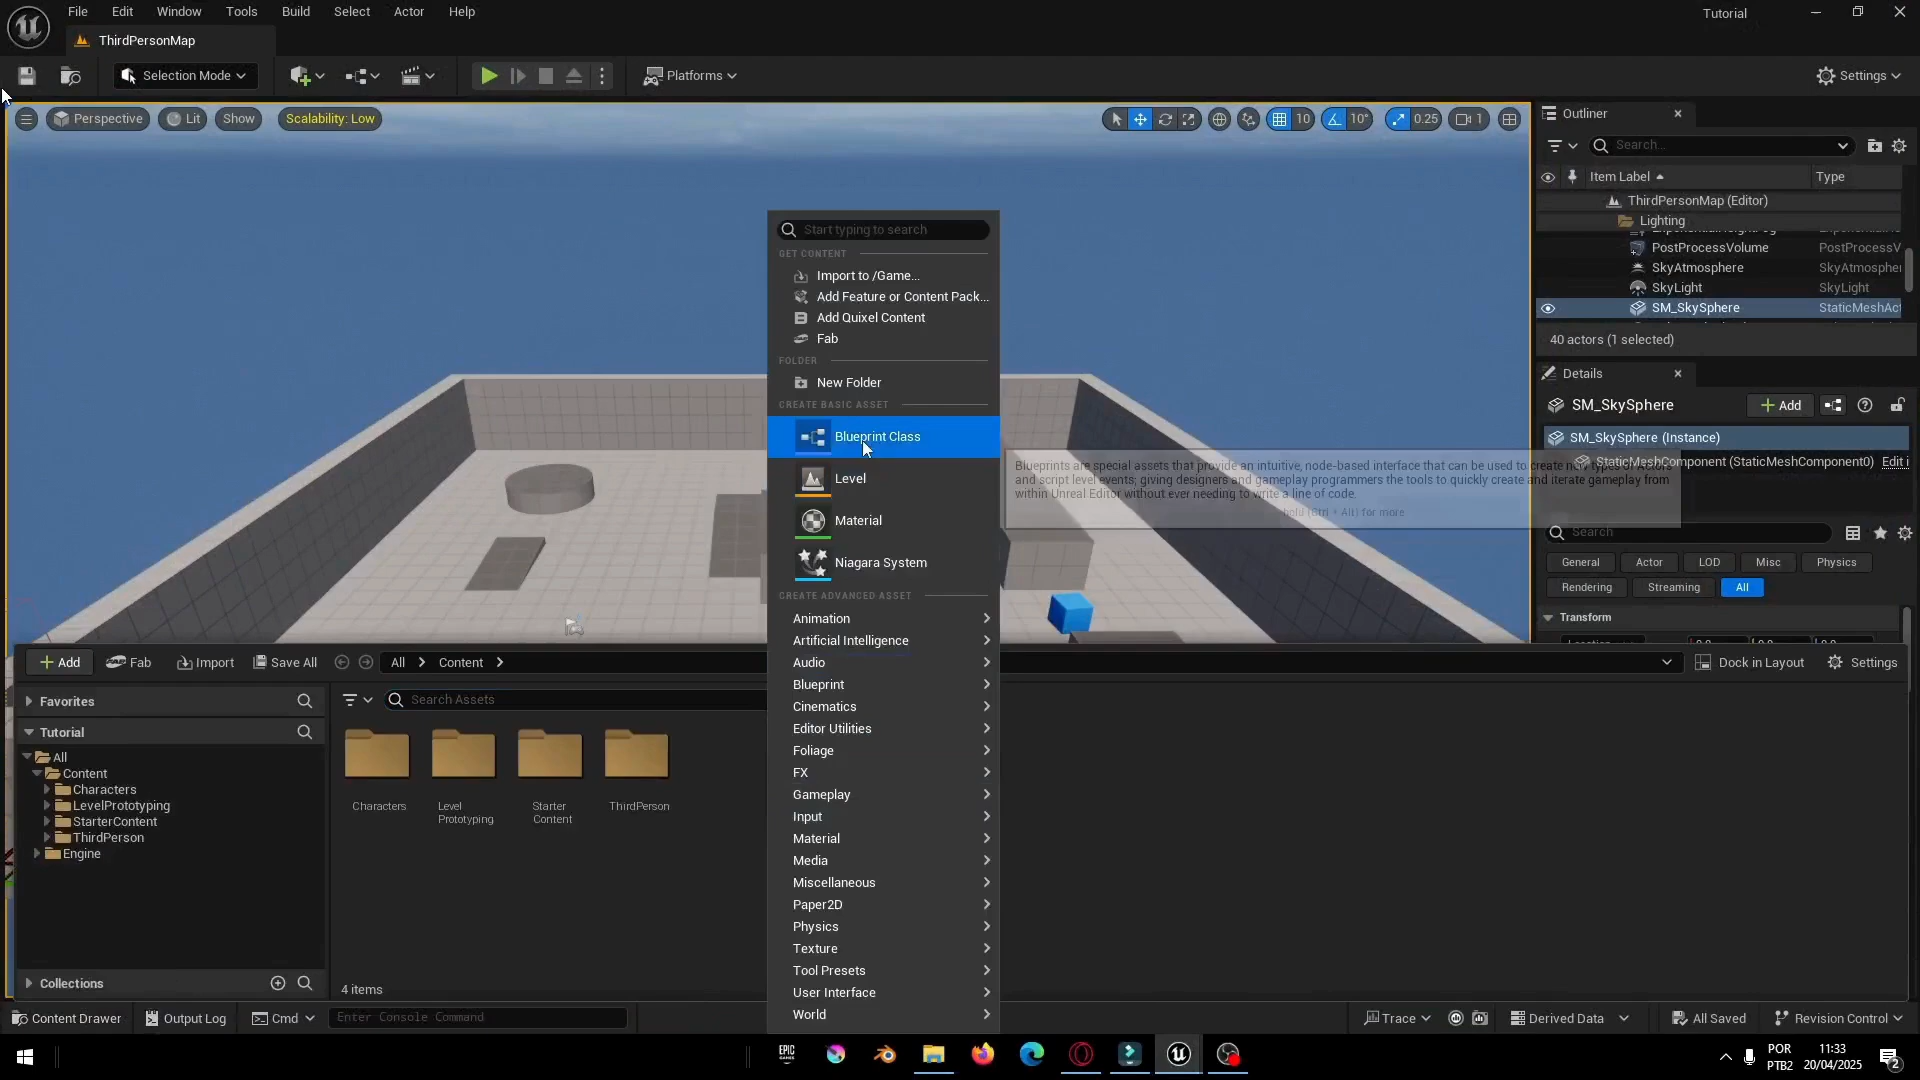 File Edit Window Tools Build Select Actor Help
Tutorial
ThirdPersonMap
Selection Mode
Platforms
Settings
Perspective Lit Show Scalability: Low
10 10° 0.25 1
Outliner
Search...
Item Label Type
ThirdPersonMap (Editor)
Lighting
PostProcessVolume PostProcessV
SkyAtmosphere SkyAtmospher
SkyLight SkyLight
SM_SkySphere StaticMeshAct
40 actors (1 selected)
Details
SM_SkySphere Add
SM_SkySphere (Instance)
StaticMeshComponent (StaticMeshComponent0) Edit i
Search
General Actor LOD Misc Physics
Rendering Streaming All
Transform
Start typing to search
GET CONTENT
Import to /Game...
Add Feature or Content Pack...
Add Quixel Content
Fab
FOLDER
New Folder
CREATE BASIC ASSET
Blueprint Class
Level
Material
Niagara System
CREATE ADVANCED ASSET
Animation
Artificial Intelligence
Audio
Blueprint
Cinematics
Editor Utilities
Foliage
FX
Gameplay
Input
Material
Media
Miscellaneous
Paper2D
Physics
Texture
Tool Presets
User Interface
World
Blueprints are special assets that provide an intuitive, node-based interface that can be used to create new types of Actors
and script level events; giving designers and gameplay programmers the tools to quickly create and iterate gameplay from
within Unreal Editor without ever needing to write a line of code.
hold (Ctrl + Alt) for more
Add Fab Import Save All All Content Dock in Layout Settings
Favorites
Tutorial
All
Content
Characters
LevelPrototyping
StarterContent
ThirdPerson
Engine
Collections
Search Assets
Characters
Level
Prototyping
Starter
Content
ThirdPerson
4 items
Content Drawer Output Log Cmd Enter Console Command Trace Derived Data All Saved Revision Control
EPIC
GAMES
POR
PTB2
11:33
20/04/2025
2